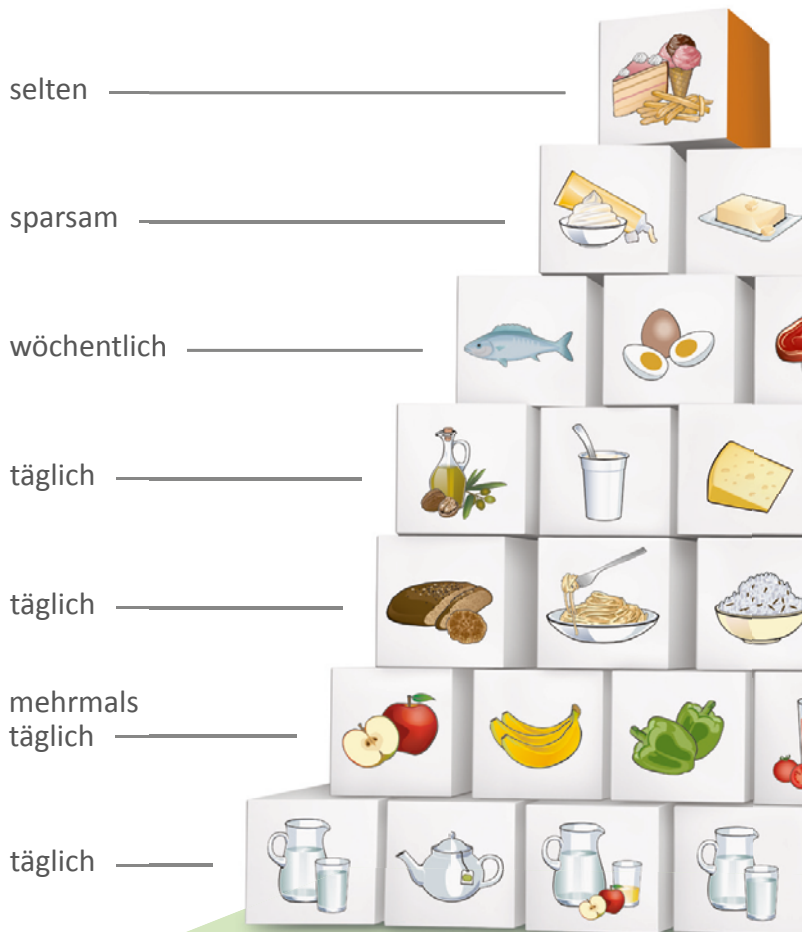 selten
sparsam
wöchentlich
täglich
täglich
mehrmals
täglich
täglich